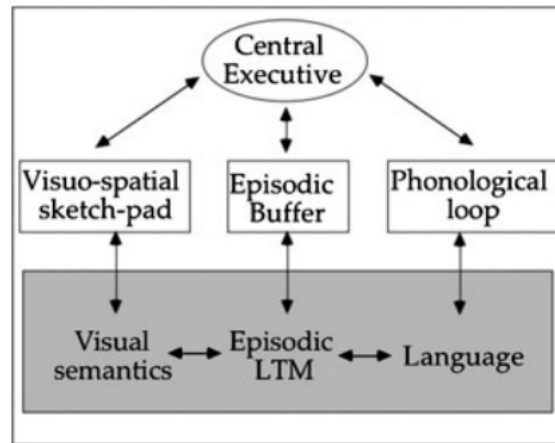 Central
Executive
Visuo-spatial
sketch-pad
Episodic
Buffer
Phonological
loop
Visual
semantics
Episodic
LTM
Language